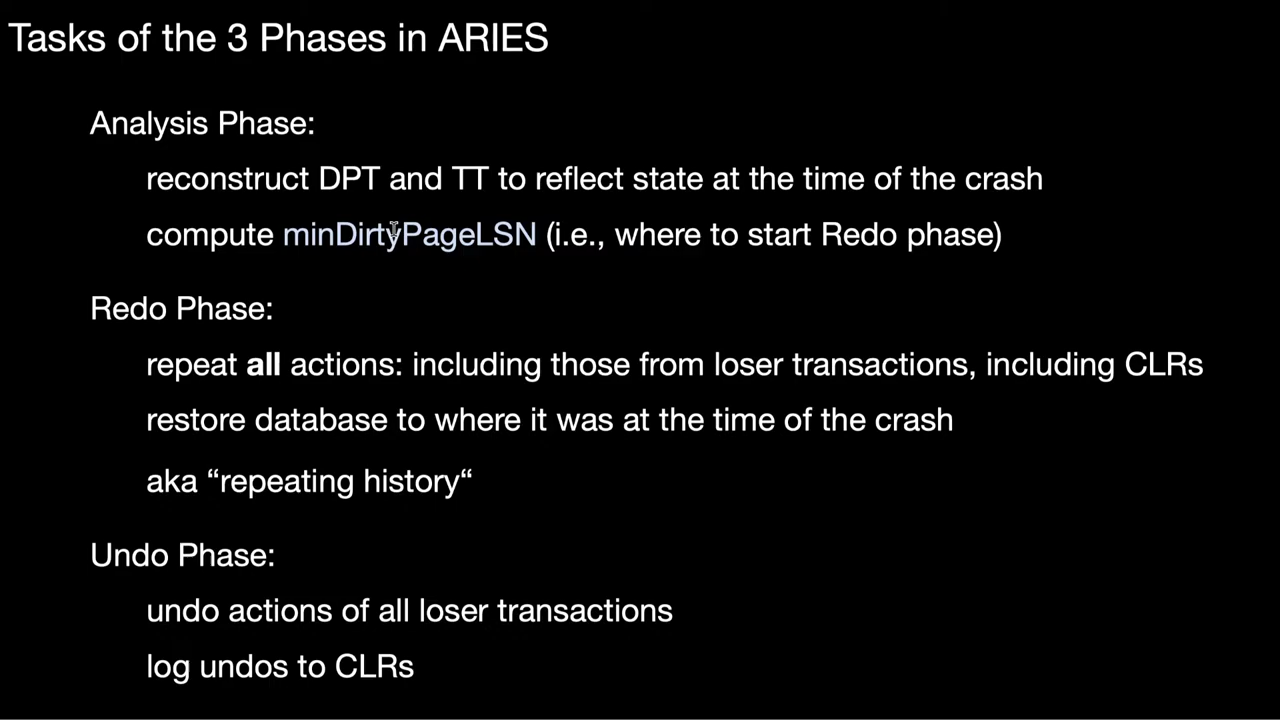 Tasks of the 3 Phases in ARIES
Analysis Phase:
reconstruct DPT and TT to reflect state at the time of the crash
compute minDirtyPageLSN (i.e., where to start Redo phase)
Redo Phase:
repeat all actions: including those from loser transactions, including CLRs
restore database to where it was at the time of the crash
aka “repeating history“
Undo Phase:
undo actions of all loser transactions
log undos to CLRs